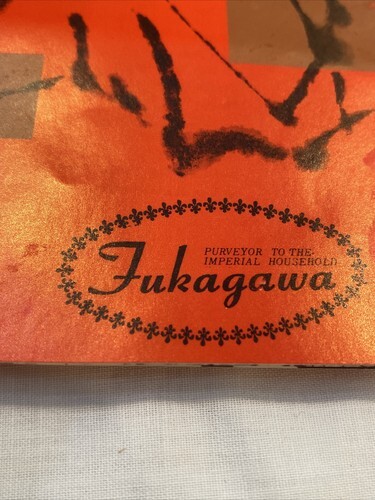 PURVEYOR TO THE
IMPERIAL HOUSEHOLD
Fukagawa